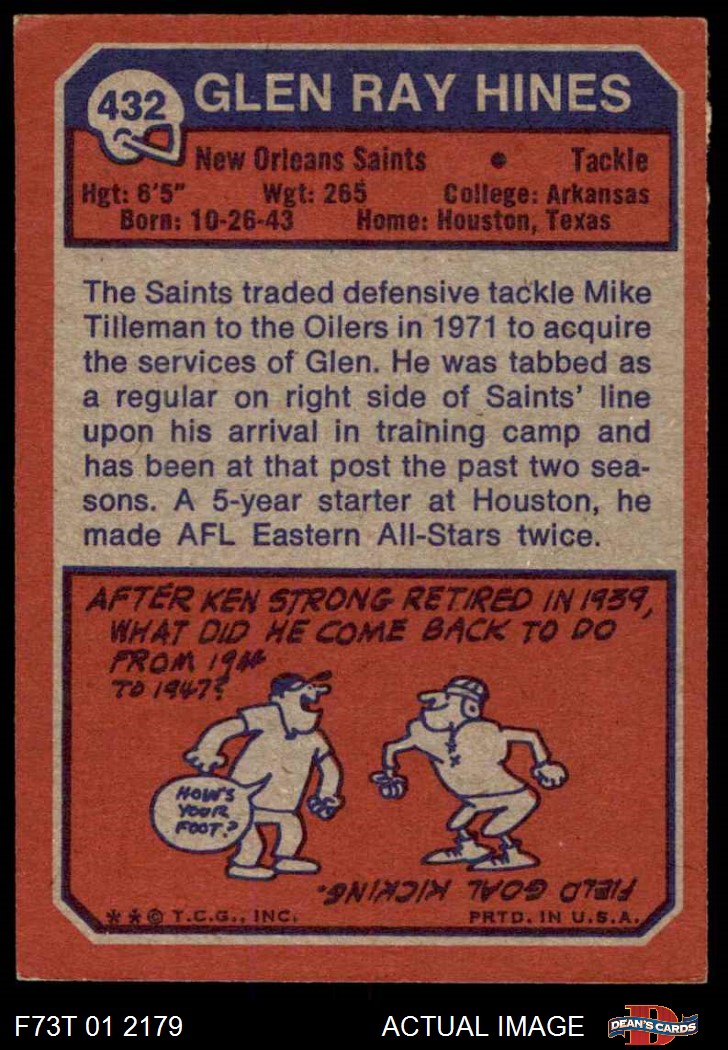 432
GLEN RAY HINES
New Orleans Saints • Tackle
Hgt: 6'5" Wgt: 265 College: Arkansas
Born: 10-26-43 Home: Houston, Texas
The Saints traded defensive tackle Mike
Tilleman to the Oilers in 1971 to acquire
the services of Glen. He was tabbed as
a regular on right side of Saints' line
upon his arrival in training camp and
has been at that post the past two sea-
sons. A 5-year starter at Houston, he
made AFL Eastern All-Stars twice.
AFTER KEN STRONG RETIRED IN 1939,
WHAT DID HE COME BACK TO DO
FROM 1944
TO 1947?
HOW'S
YOUR
FOOT?
FIELD GOAL KICKING.
**© T.C.G., INC. PRTD. IN U.S.A.
F73T 01 2179 ACTUAL IMAGE D DEAN'S CARDS